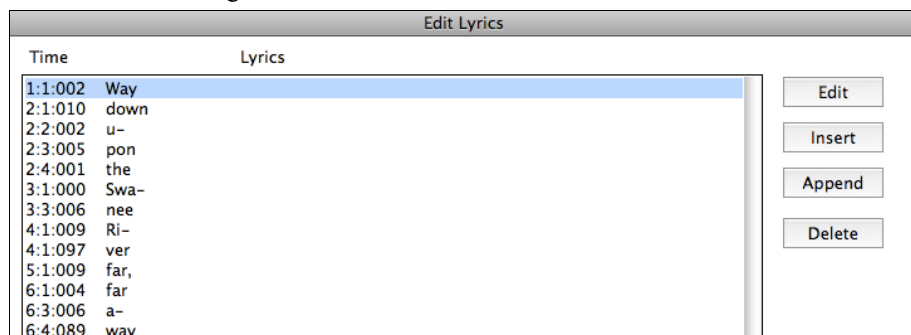 Edit Lyrics
Time Lyrics
1:1:002 Way
2:1:010 down
2:2:002 u-
2:3:005 pon
2:4:001 the
3:1:000 Swa-
3:3:006 nee
4:1:009 Ri-
4:1:097 ver
5:1:009 far,
6:1:004 far
6:3:006 a-
6:4:089 way
Edit
Insert
Append
Delete